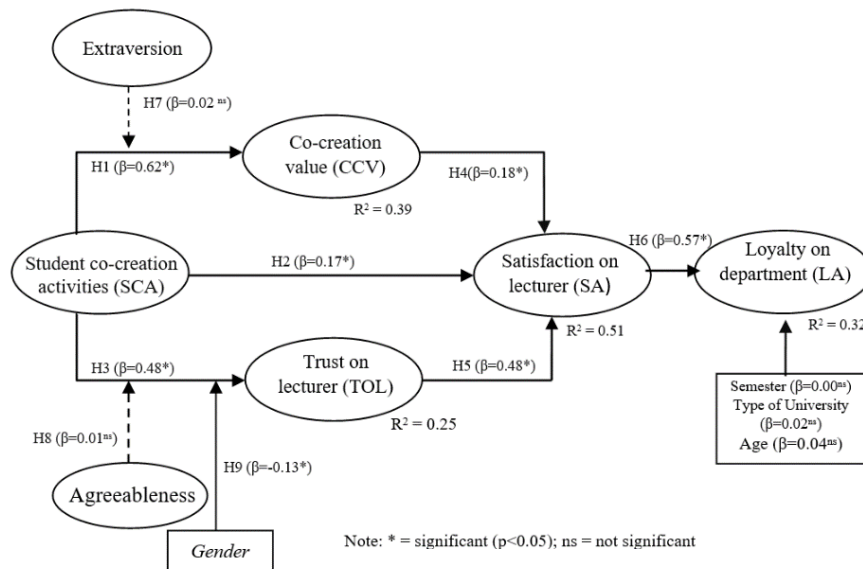 Extraversion
H7 (β=0.02 ⁿˢ)
Co-creation
value (CCV)
H1 (β=0.62*)
H4(β=0.18*)
R² = 0.39
H6 (β=0.57*)
Student co-creation
activities (SCA)
H2 (β=0.17*)
Satisfaction on
lecturer (SA)
Loyalty on
department (LA)
R² = 0.51
R² = 0.32
H3 (β=0.48*)
Trust on
lecturer (TOL)
H5 (β=0.48*)
R² = 0.25
Semester (β=0.00ⁿˢ)
Type of University
(β=0.02ⁿˢ)
Age (β=0.04ⁿˢ)
H8 (β=0.01ⁿˢ)
H9 (β=-0.13*)
Agreeableness
Gender
Note: * = significant (p<0.05); ns = not significant